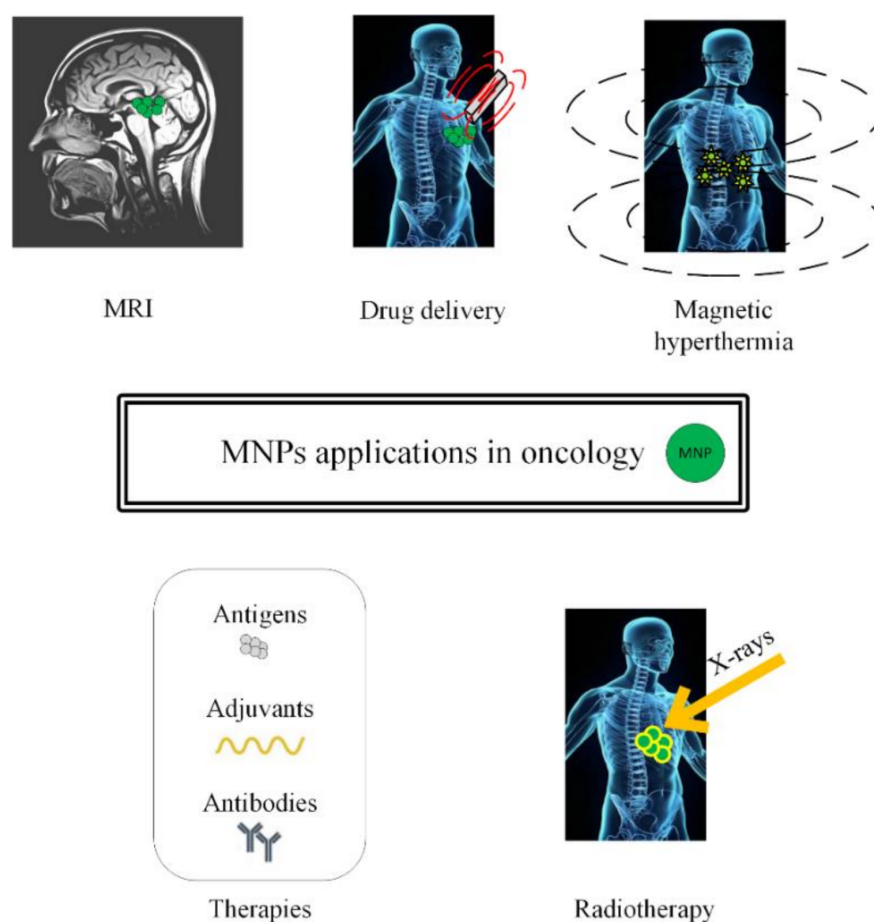 MRI
Drug delivery
Magnetic
hyperthermia
MNPs applications in oncology
MNP
Antigens
Adjuvants
Antibodies
Therapies
X-rays
Radiotherapy